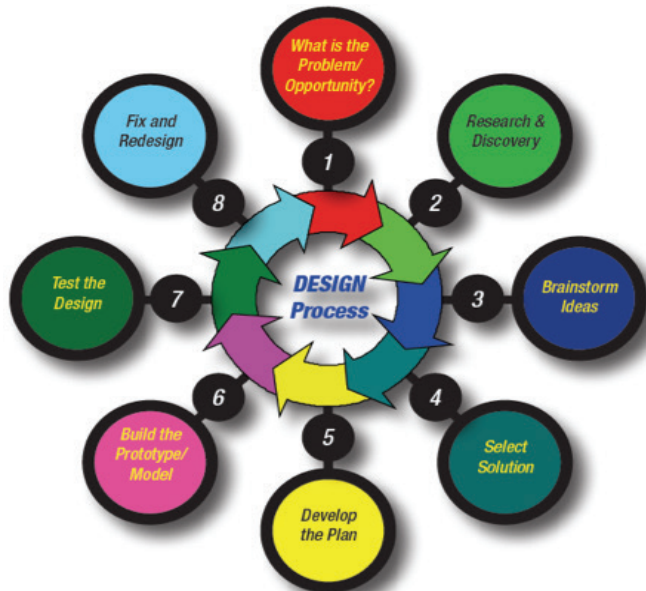 What is the
Problem/
Opportunity?
1
Research &
Discovery
2
Brainstorm
Ideas
3
Select
Solution
4
Develop
the Plan
5
Build the
Prototype/
Model
6
Test the
Design
7
Fix and
Redesign
8
DESIGN
Process